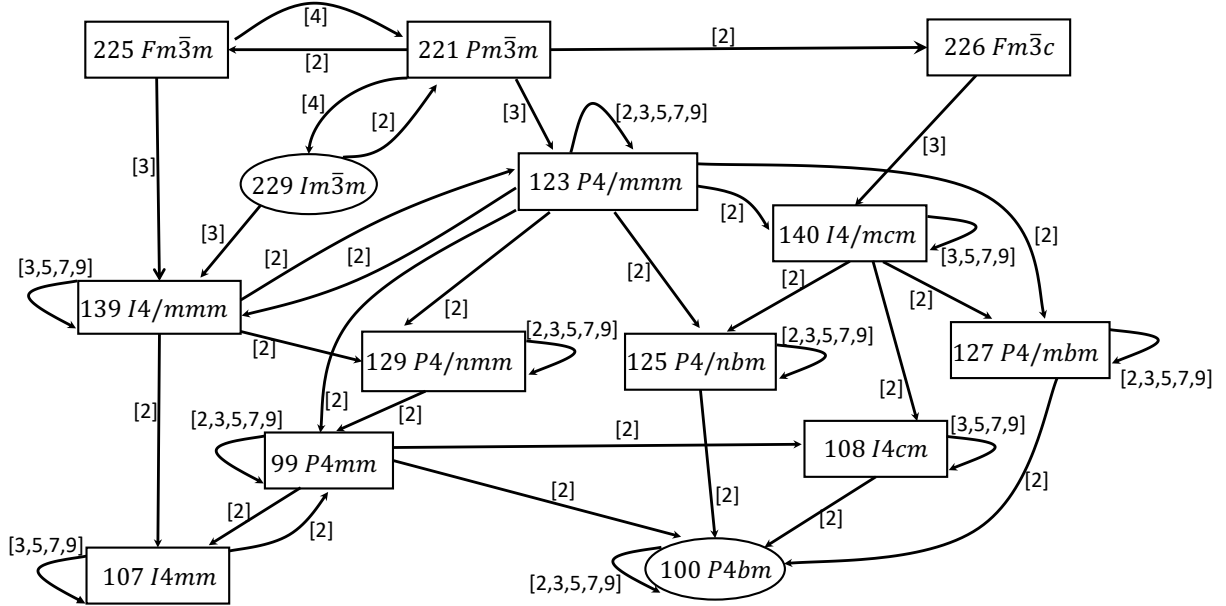 [4]
225 Fm3̄m
221 Pm3̄m
226 Fm3̄c
[2]
[2]
[4]
[2]
[3]
[2,3,5,7,9]
[3]
[3]
229 Im3̄m
123 P4/mmm
[3]
[2]
140 I4/mcm
[2]
[2]
[2]
[2]
[3,5,7,9]
[3,5,7,9]
139 I4/mmm
[2]
[2]
[2]
[2]
129 P4/nmm
[2,3,5,7,9]
125 P4/nbm
[2,3,5,7,9]
127 P4/mbm
[2,3,5,7,9]
[2]
[2]
[2]
[2]
[2,3,5,7,9]
99 P4mm
[2]
108 I4cm
[3,5,7,9]
[2]
[2]
[2]
[2]
[2]
[2]
[3,5,7,9]
107 I4mm
100 P4bm
[2,3,5,7,9]